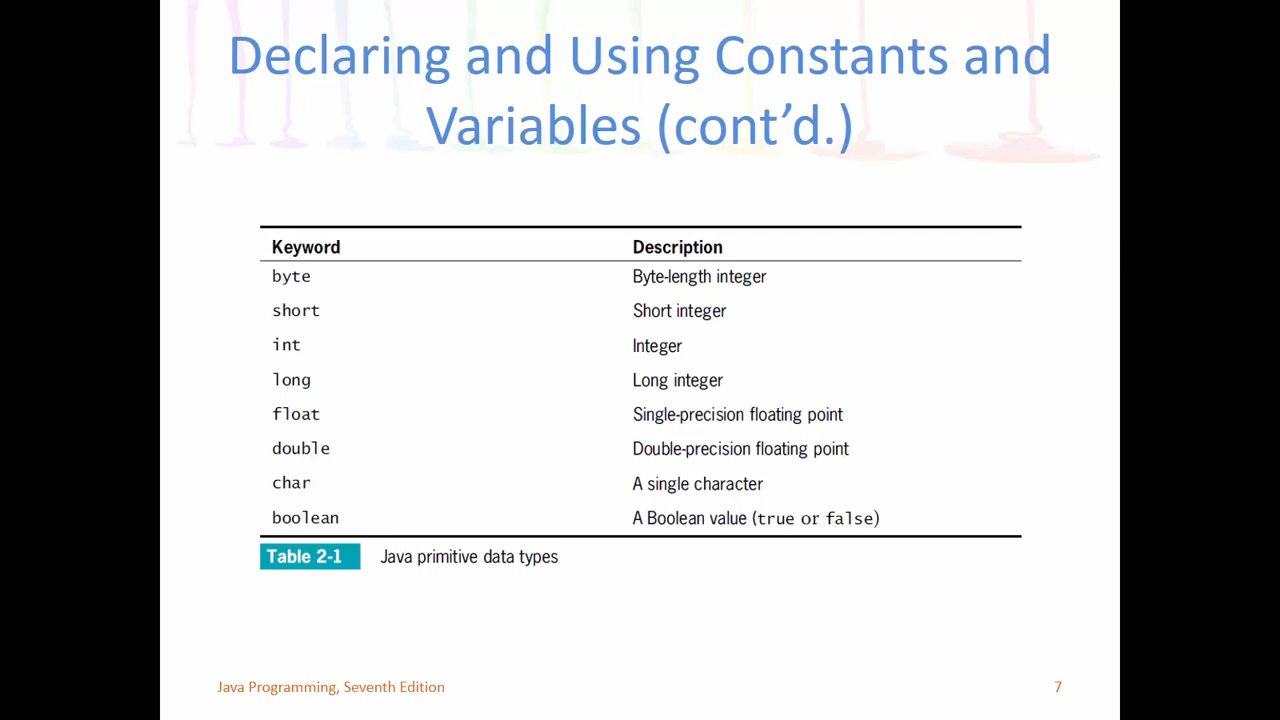 Declaring and Using Constants and
Variables (cont’d.)
Keyword Description
byte Byte-length integer
short Short integer
int Integer
long Long integer
float Single-precision floating point
double Double-precision floating point
char A single character
boolean A Boolean value (true or false)
Table 2-1 Java primitive data types
Java Programming, Seventh Edition 7